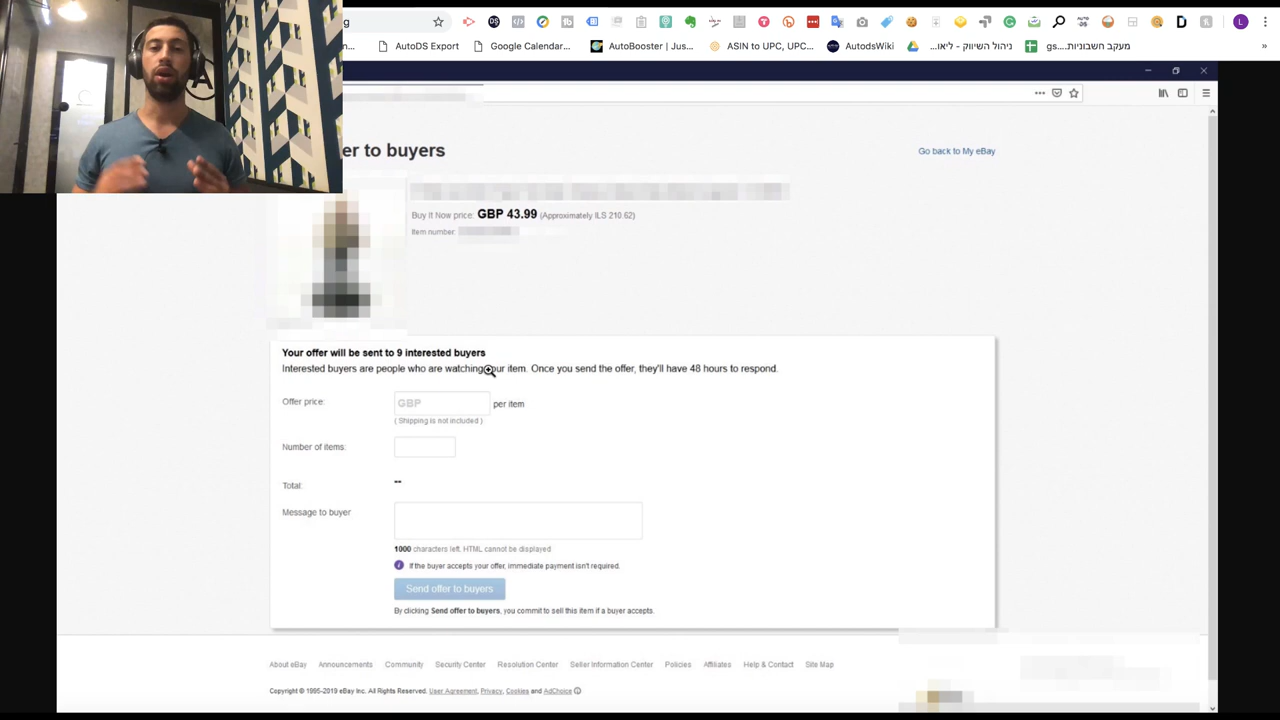 g
n...
AutoDS Export
Google Calendar...
AutoBooster | Jus...
ASIN to UPC, UPC...
AutodsWiki
ניהול השיווק - ליאו...
מעקב חשבוניות...gs
L
er to buyers
Go back to My eBay
Buy It Now price: GBP 43.99 (Approximately ILS 210.62)
Item number:
Your offer will be sent to 9 interested buyers
Interested buyers are people who are watching your item. Once you send the offer, they'll have 48 hours to respond.
Offer price:
GBP
per item
( Shipping is not included )
Number of items:
Total:
--
Message to buyer
1000 characters left. HTML cannot be displayed
If the buyer accepts your offer, immediate payment isn't required.
Send offer to buyers
By clicking Send offer to buyers, you commit to sell this item if a buyer accepts.
About eBay
Announcements
Community
Security Center
Resolution Center
Seller Information Center
Policies
Affiliates
Help & Contact
Site Map
Copyright © 1995-2019 eBay Inc. All Rights Reserved. User Agreement, Privacy, Cookies and AdChoice